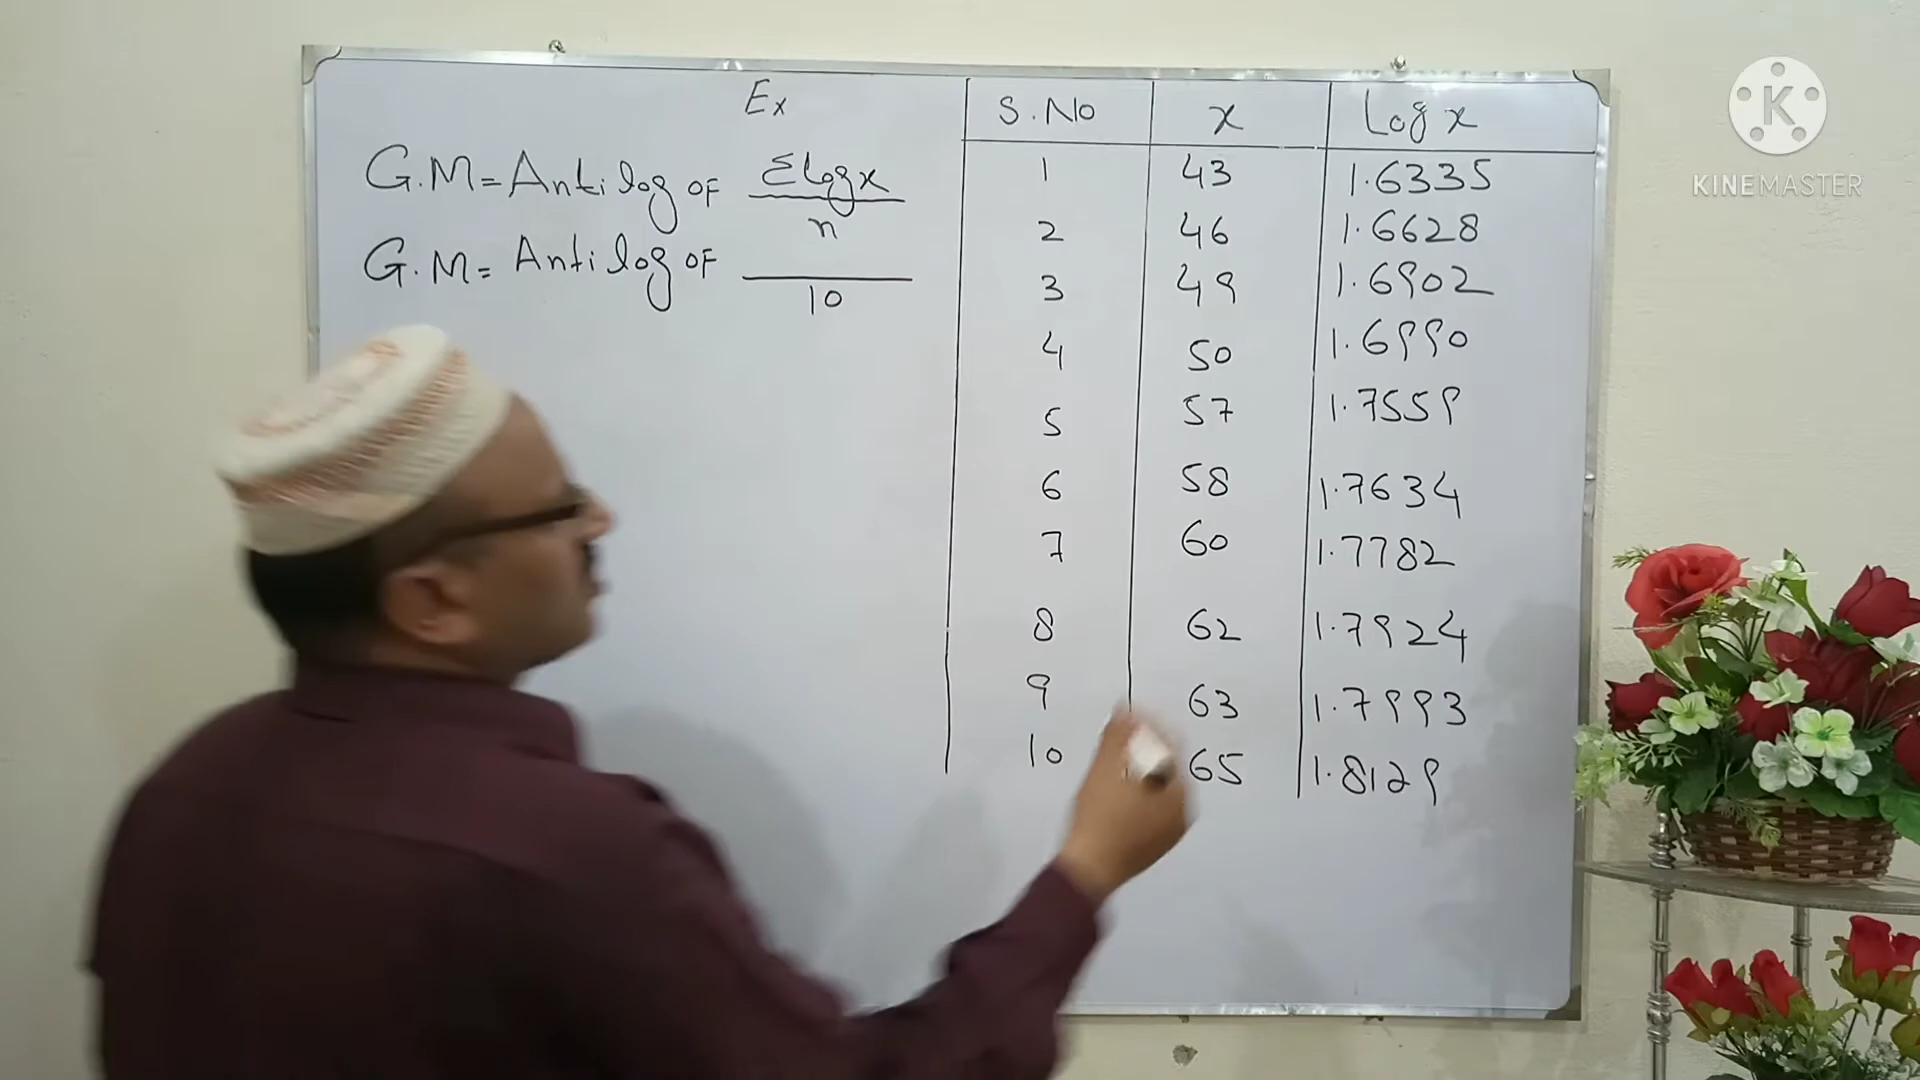 Ex
G.M = Antilog of Σ Log x / n
G.M = Antilog of / 10
S.No x Log x
1 43 1.6335
2 46 1.6628
3 49 1.6902
4 50 1.6990
5 57 1.7559
6 58 1.7634
7 60 1.7782
8 62 1.7924
9 63 1.7993
10 65 1.8129
K
KINEMASTER